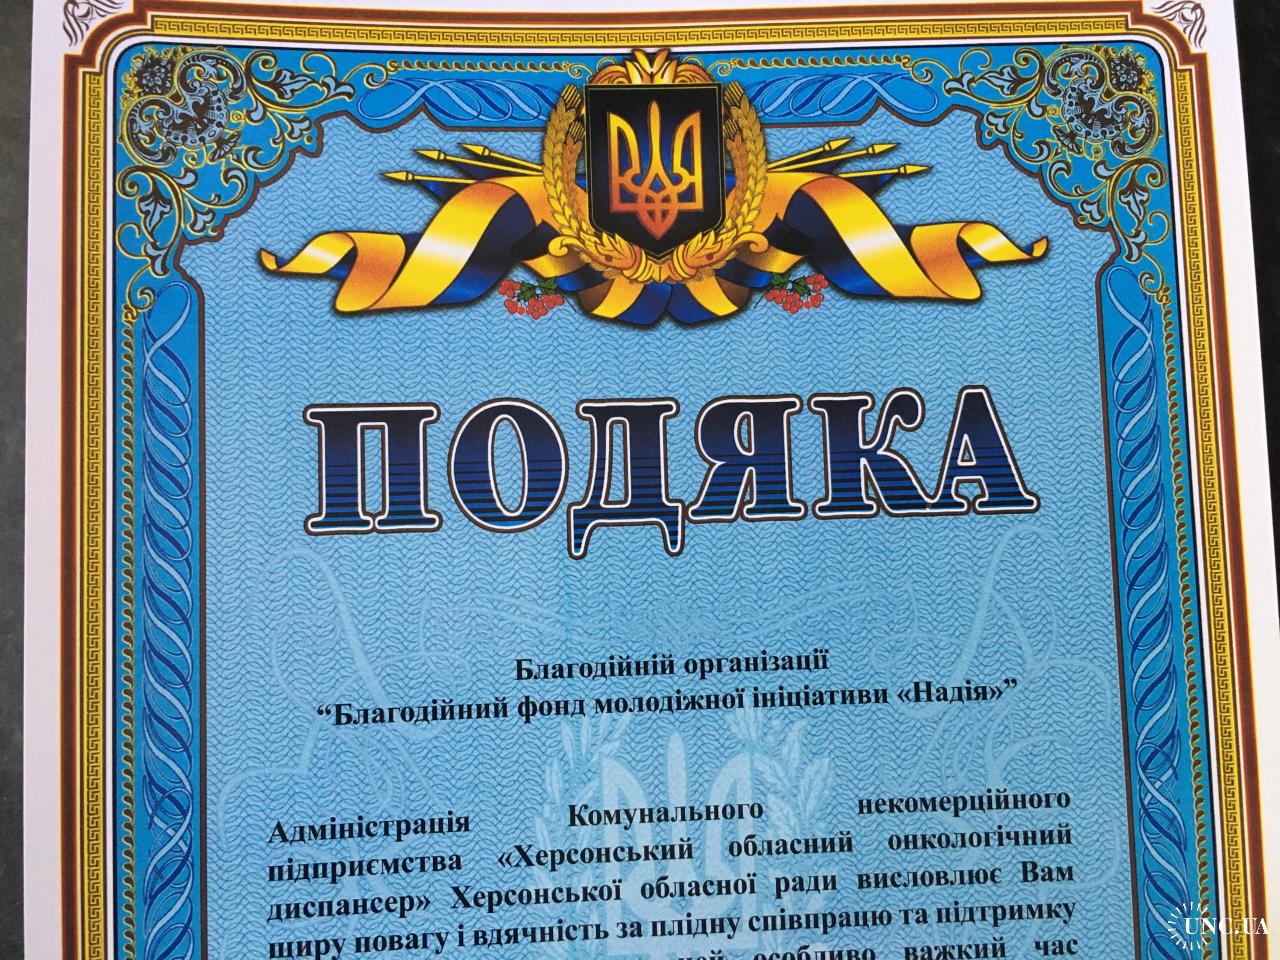 ПОДЯКА
Благодійній організації
“Благодійний фонд молодіжної ініціативи «Надія»”
Адміністрація Комунального некомерційного
підприємства «Херсонський обласний онкологічний
диспансер» Херсонської обласної ради висловлює Вам
щиру повагу і вдячність за плідну співпрацю та підтримку
особливо важкий час
UNC.UA